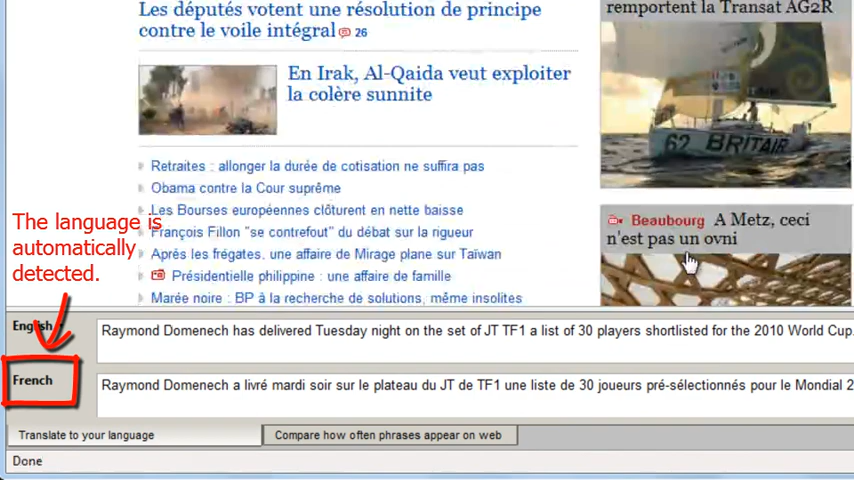 Les députés votent une résolution de principe
contre le voile intégral 26
remportent la Transat AG2R
En Irak, Al-Qaida veut exploiter
la colère sunnite
62 BRITAIR
Retraites : allonger la durée de cotisation ne suffira pas
Obama contre la Cour suprême
Les Bourses européennes clôturent en nette baisse
François Fillon "se contrefout" du débat sur la rigueur
Après les frégates, une affaire de Mirage plane sur Taïwan
Présidentielle philippine : une affaire de famille
Marée noire : BP à la recherche de solutions, même insolites
Beaubourg A Metz, ceci
n'est pas un ovni
The language is
automatically
detected.
English
Raymond Domenech has delivered Tuesday night on the set of JT TF1 a list of 30 players shortlisted for the 2010 World Cup.
French
Raymond Domenech a livré mardi soir sur le plateau du JT de TF1 une liste de 30 joueurs pré-sélectionnés pour le Mondial 2
Translate to your language
Compare how often phrases appear on web
Done